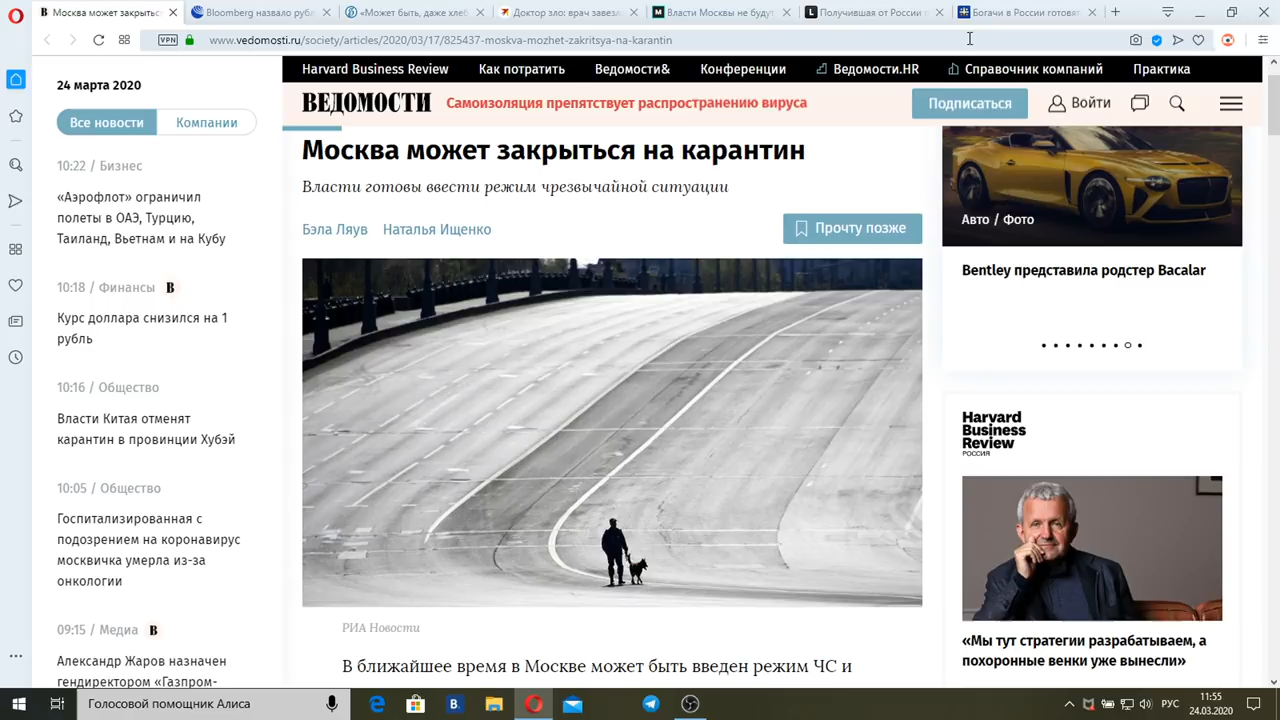 Москва может закрыться
Bloomberg назвало рубл
«Может быть, даже хлеб
Доктор зло: врач завезл
Власти Москвы не будут
Получившая от России
Богачи в России готовят
VPN
www.vedomosti.ru/society/articles/2020/03/17/825437-moskva-mozhet-zakritsya-na-karantin
24 марта 2020
Все новости
Компании
10:22 / Бизнес
«Аэрофлот» ограничил
полеты в ОАЭ, Турцию,
Таиланд, Вьетнам и на Кубу
10:18 / Финансы В
Курс доллара снизился на 1
рубль
10:16 / Общество
Власти Китая отменят
карантин в провинции Хубэй
10:05 / Общество
Госпитализированная с
подозрением на коронавирус
москвичка умерла из-за
онкологии
09:15 / Медиа В
Александр Жаров назначен
гендиректором «Газпром-
Harvard Business Review
Как потратить
Ведомости&
Конференции
Ведомости.HR
Справочник компаний
Практика
ВЕДОМОСТИ
Самоизоляция препятствует распространению вируса
Подписаться
Войти
Москва может закрыться на карантин
Власти готовы ввести режим чрезвычайной ситуации
Бэла Ляув Наталья Ищенко
Прочту позже
РИА Новости
В ближайшее время в Москве может быть введен режим ЧС и
Авто / Фото
Bentley представила родстер Bacalar
Harvard
Business
Review
РОССИЯ
«Мы тут стратегии разрабатываем, а
похоронные венки уже вынесли»
Голосовой помощник Алиса
РУС
11:55
24.03.2020